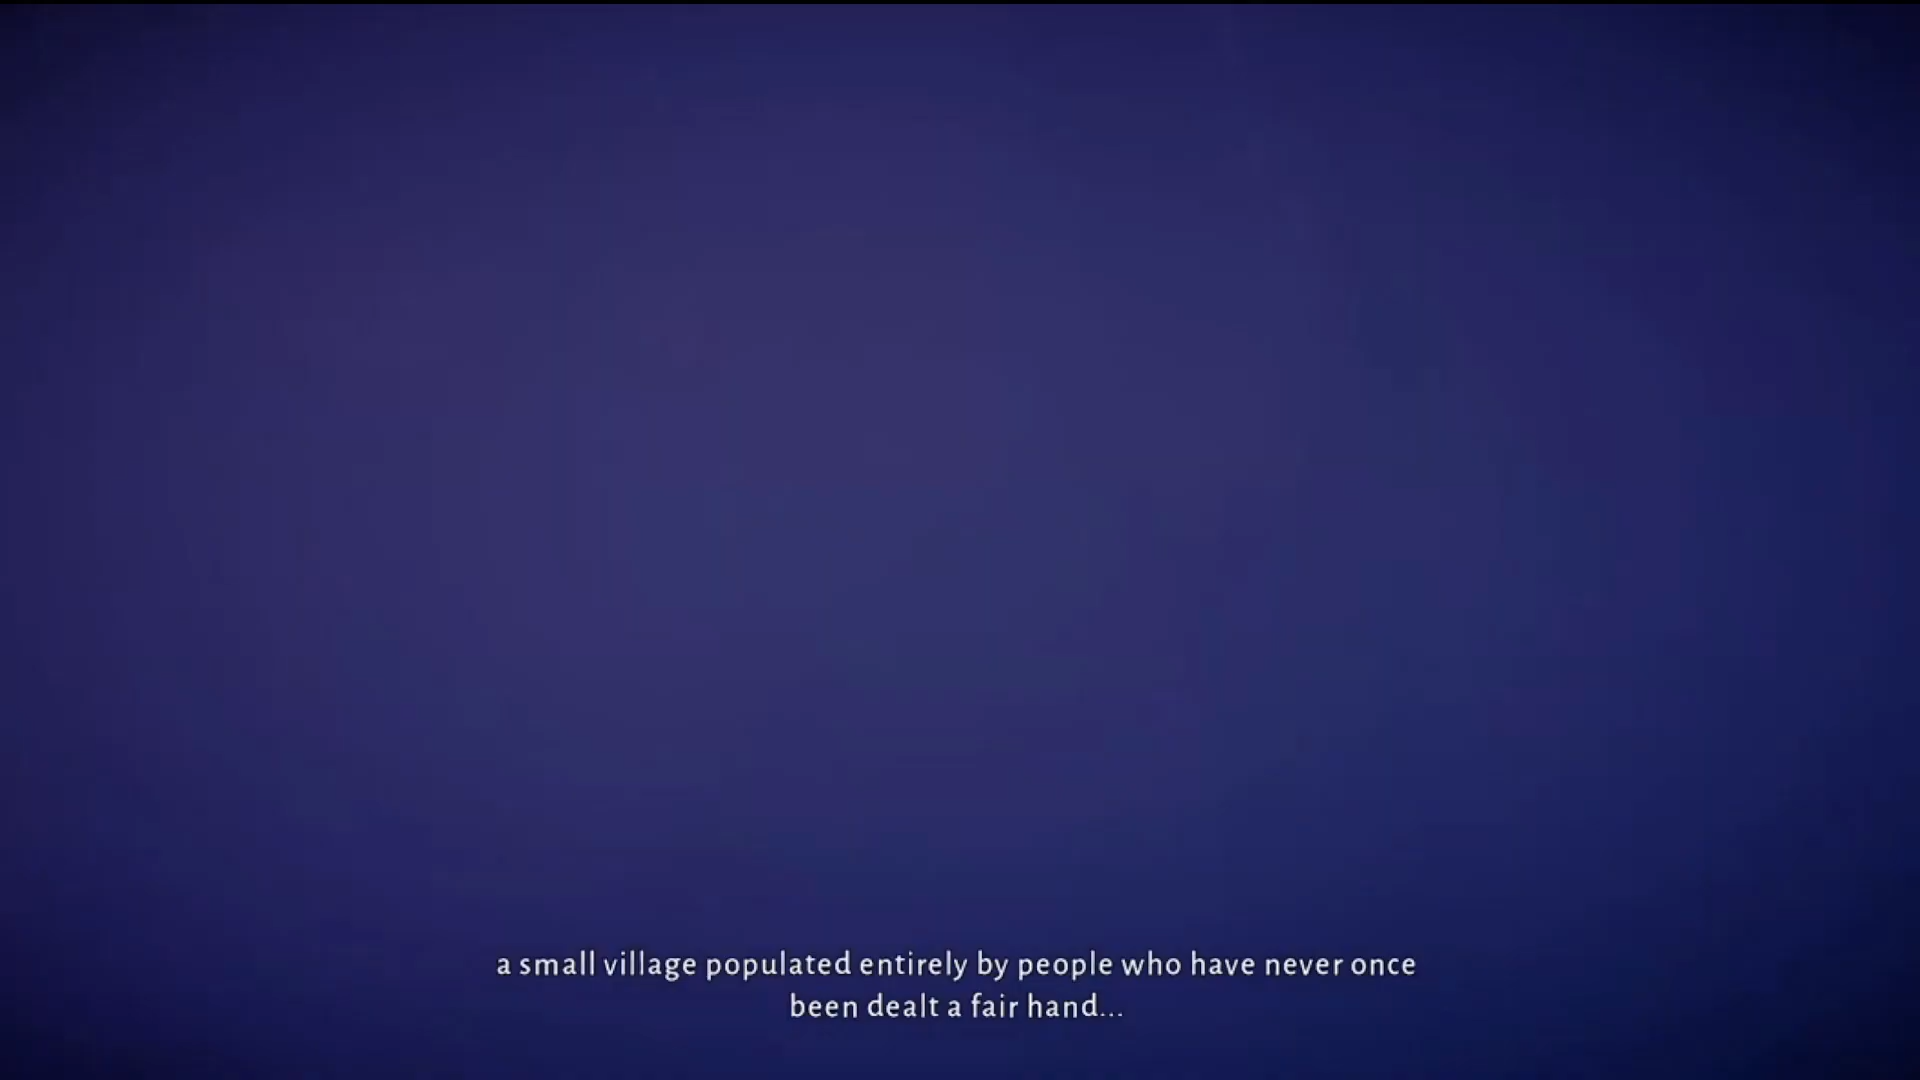 a small village populated entirely by people who have never once
been dealt a fair hand...